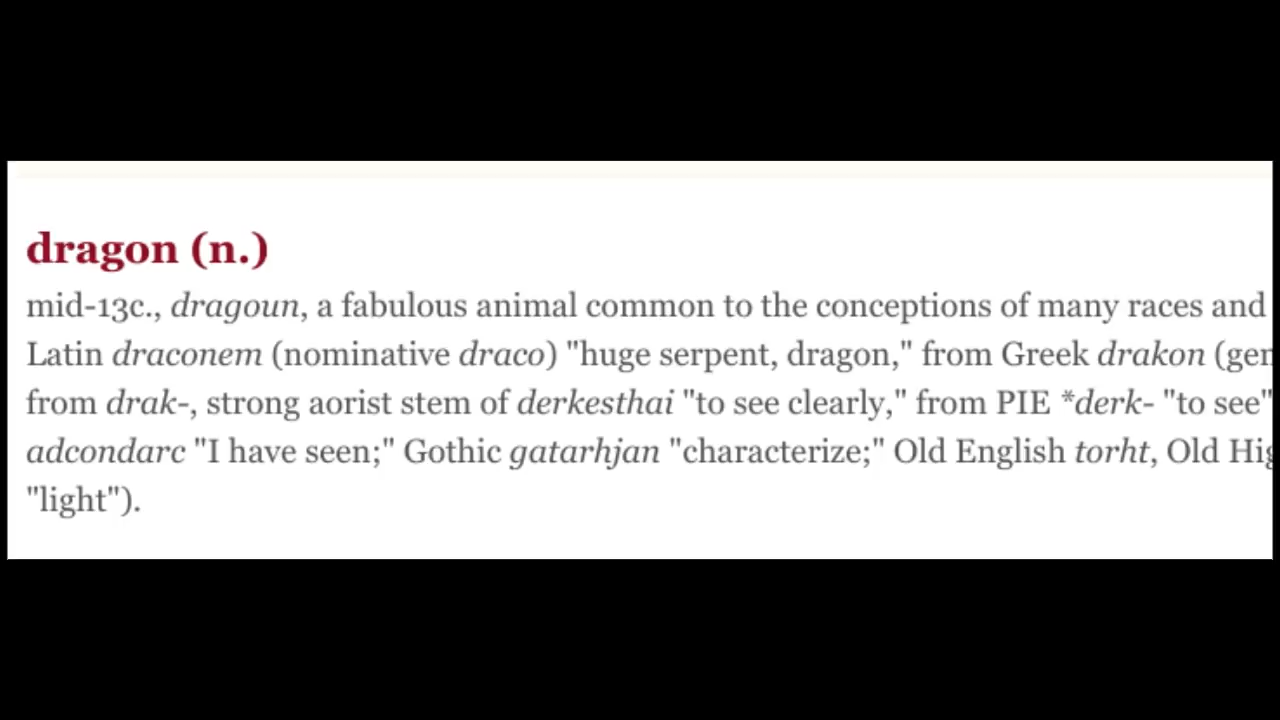 dragon (n.)
mid-13c., dragoun, a fabulous animal common to the conceptions of many races and
Latin draconem (nominative draco) "huge serpent, dragon," from Greek drakon (
from drak-, strong aorist stem of derkesthai "to see clearly," from PIE *derk- "to see"
adcondarc "I have seen;" Gothic gatarhjan "characterize;" Old English torht, Old
"light").